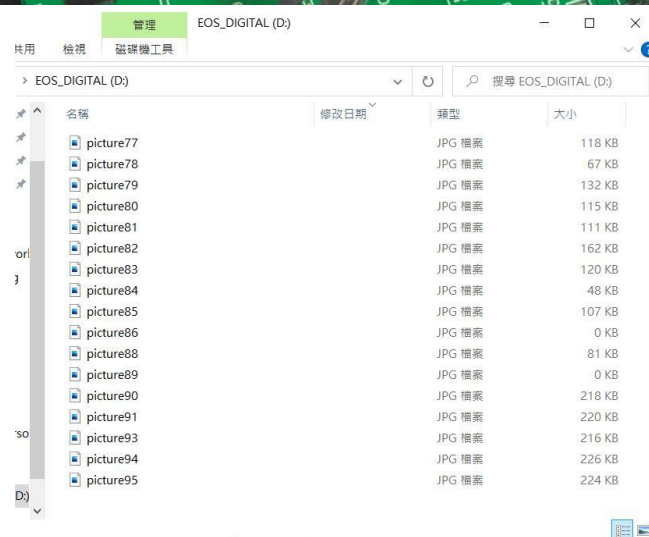 管理 EOS_DIGITAL (D:)
共用 檢視 磁碟機工具
> EOS_DIGITAL (D:) 搜尋 EOS_DIGITAL (D:)
名稱 修改日期 類型 大小
picture77 JPG 檔案 118 KB
picture78 JPG 檔案 67 KB
picture79 JPG 檔案 132 KB
picture80 JPG 檔案 115 KB
picture81 JPG 檔案 111 KB
picture82 JPG 檔案 162 KB
picture83 JPG 檔案 120 KB
picture84 JPG 檔案 48 KB
picture85 JPG 檔案 107 KB
picture86 JPG 檔案 0 KB
picture88 JPG 檔案 81 KB
picture89 JPG 檔案 0 KB
picture90 JPG 檔案 218 KB
picture91 JPG 檔案 220 KB
picture93 JPG 檔案 216 KB
picture94 JPG 檔案 226 KB
picture95 JPG 檔案 224 KB
D:)